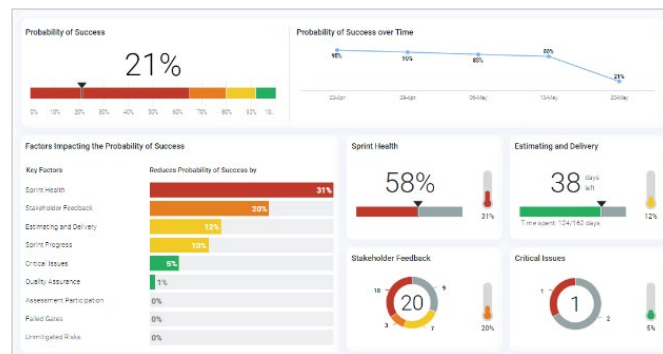 Probability of Success
21%
0% 10% 20% 30% 40% 50% 60% 70% 80% 90% 10...
Probability of Success over Time
95% 90% 85% 80% 21%
22-Apr 29-Apr 06-May 13-May 20-May
Factors Impacting the Probability of Success
Key Factors Reduces Probability of Success by
Sprint Health 31%
Stakeholder Feedback 20%
Estimating and Delivery 12%
Sprint Progress 10%
Critical Issues 5%
Quality Assurance 1%
Assessment Participation 0%
Failed Gates 0%
Unmitigated Risks 0%
Sprint Health
58%
31%
Estimating and Delivery
38 days left
12%
Time spent: 124/162 days
Stakeholder Feedback
10 9
20
3 7
20%
Critical Issues
1
1
2
5%